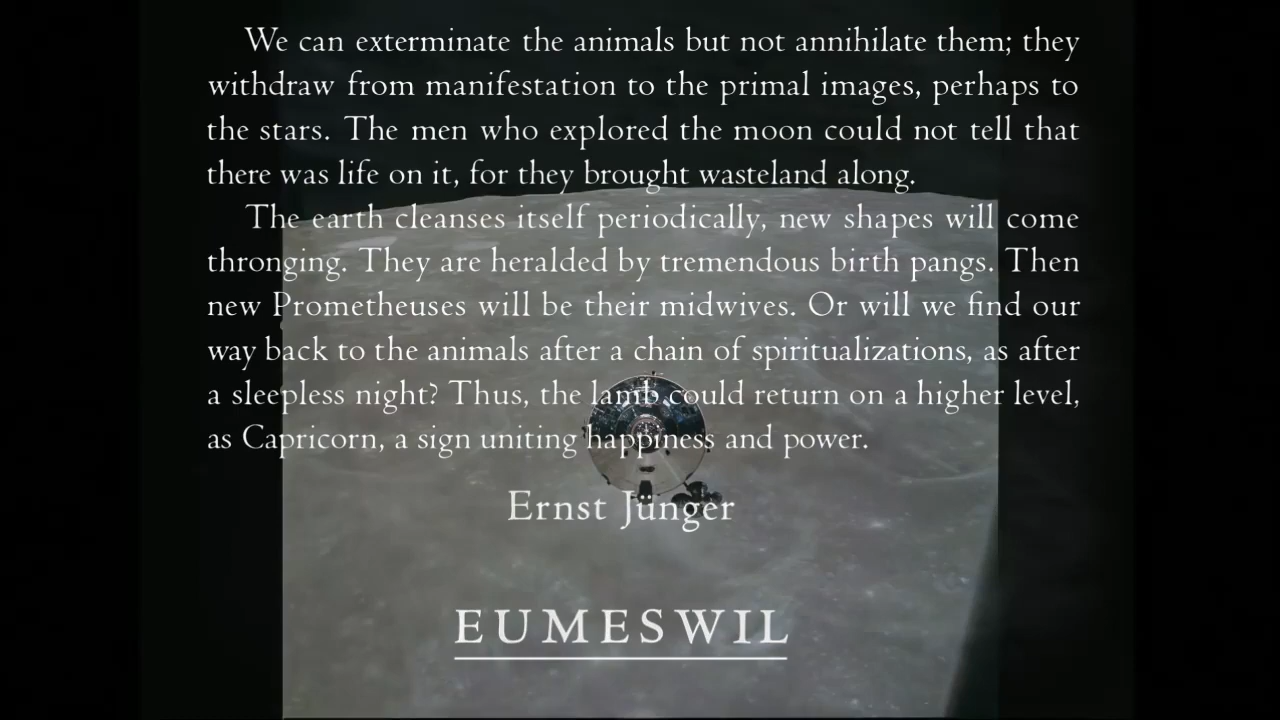 We can exterminate the animals but not annihilate them; they
withdraw from manifestation to the primal images, perhaps to
the stars. The men who explored the moon could not tell that
there was life on it, for they brought wasteland along.
The earth cleanses itself periodically, new shapes will come
thronging. They are heralded by tremendous birth pangs. Then
new Prometheuses will be their midwives. Or will we find our
way back to the animals after a chain of spiritualizations, as after
a sleepless night? Thus, the lamb could return on a higher level,
as Capricorn, a sign uniting happiness and power.
Ernst Jünger
EUMESWIL